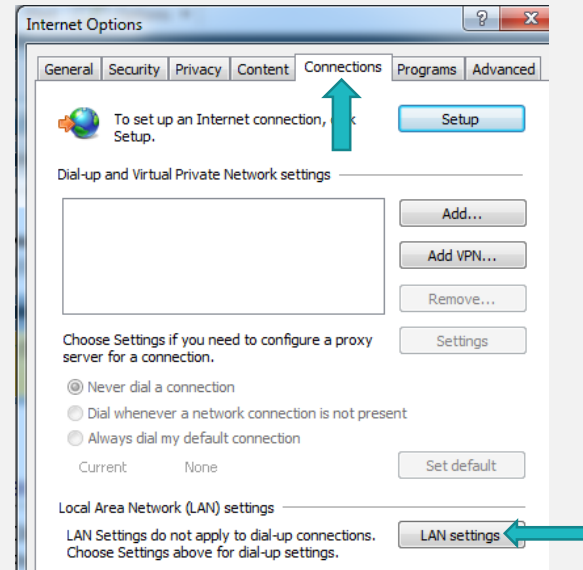 Internet Options
?
X
General Security Privacy Content Connections Programs Advanced
To set up an Internet connection,
Setup.
Setup
Dial-up and Virtual Private Network settings
Add...
Add VPN...
Remove...
Choose Settings if you need to configure a proxy
server for a connection.
Settings
Never dial a connection
Dial whenever a network connection is not present
Always dial my default connection
Current None
Set default
Local Area Network (LAN) settings
LAN Settings do not apply to dial-up connections.
Choose Settings above for dial-up settings.
LAN settings